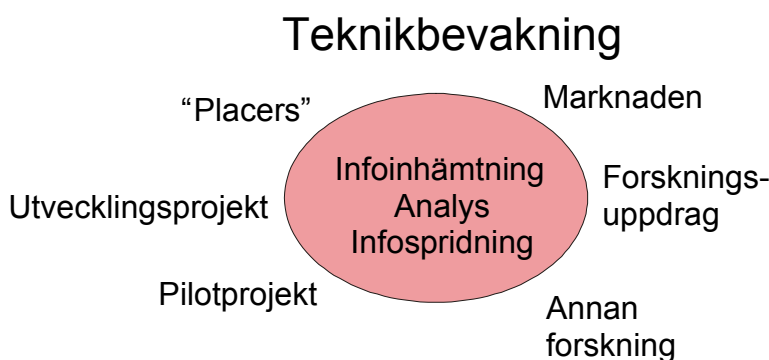 Teknikbevakning
“Placers”
Marknaden
Infoinhämtning
Analys
Infospridning
Utvecklingsprojekt
Forsknings-
uppdrag
Pilotprojekt
Annan
forskning